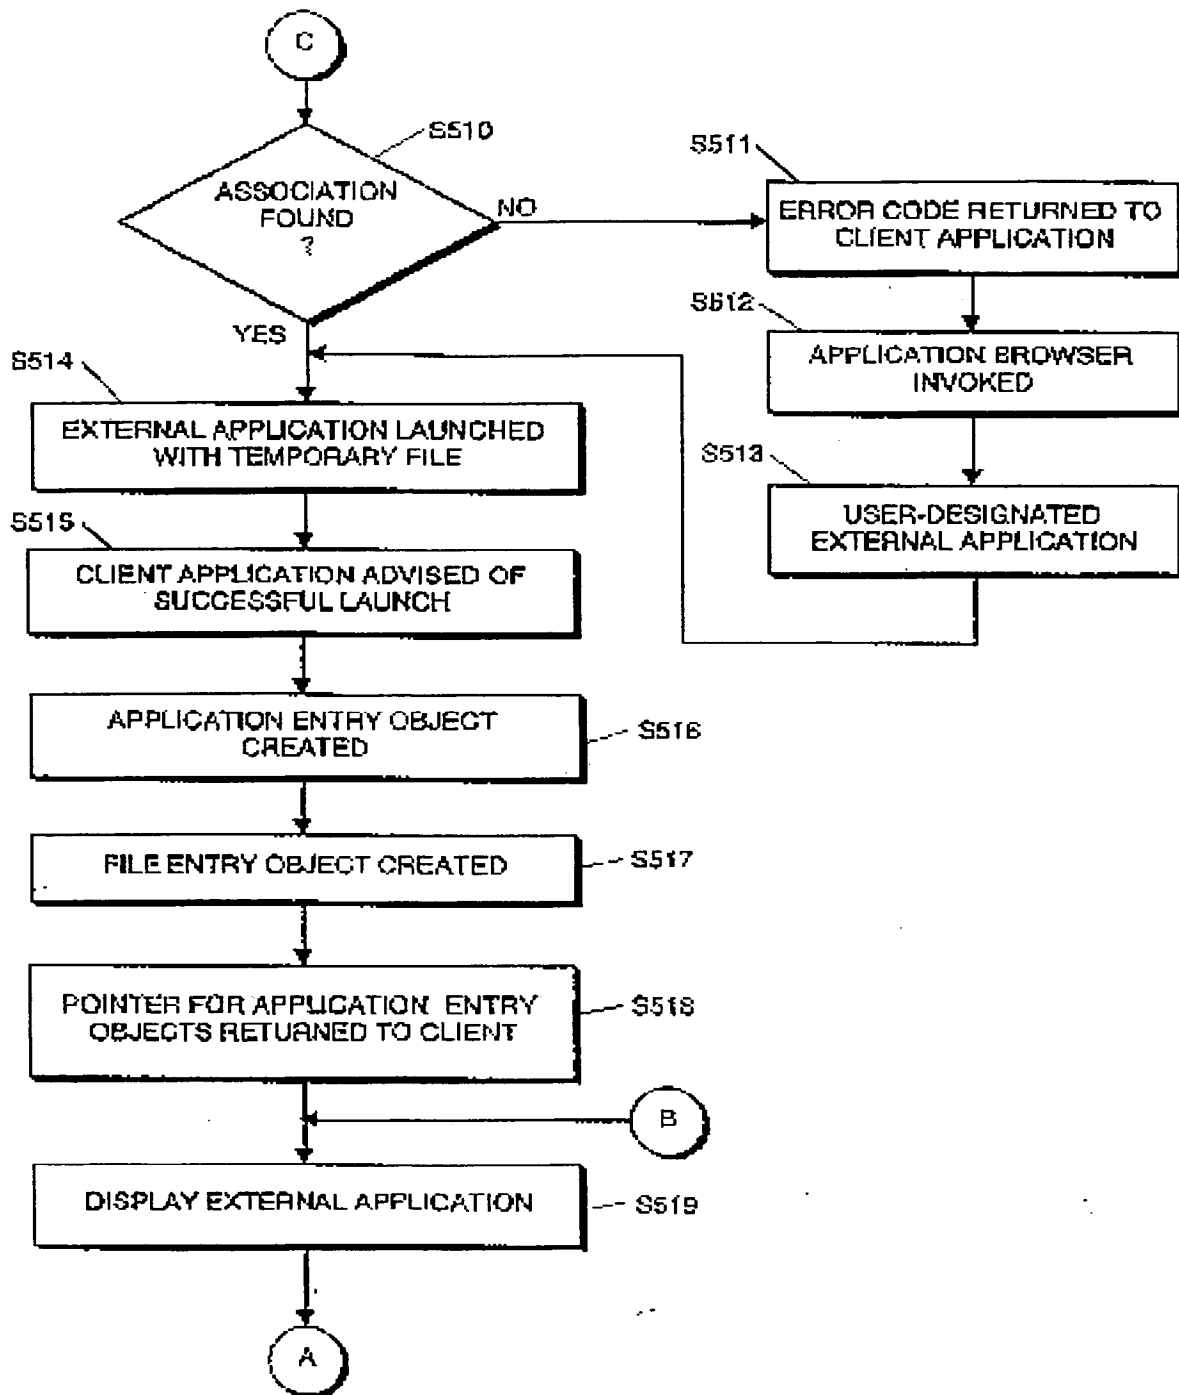 C
S510
ASSOCIATION
FOUND
?
NO
YES
S511
ERROR CODE RETURNED TO
CLIENT APPLICATION
S512
APPLICATION BROWSER
INVOKED
S513
USER-DESIGNATED
EXTERNAL APPLICATION
S514
EXTERNAL APPLICATION LAUNCHED
WITH TEMPORARY FILE
S515
CLIENT APPLICATION ADVISED OF
SUCCESSFUL LAUNCH
APPLICATION ENTRY OBJECT
CREATED
S516
FILE ENTRY OBJECT CREATED
S517
POINTER FOR APPLICATION ENTRY
OBJECTS RETURNED TO CLIENT
S518
B
DISPLAY EXTERNAL APPLICATION
S519
A